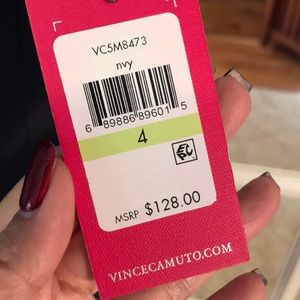 VC5M8473
nvy
6 89886 89601 5
4
MSRP $128.00
VINCECAMUTO.COM